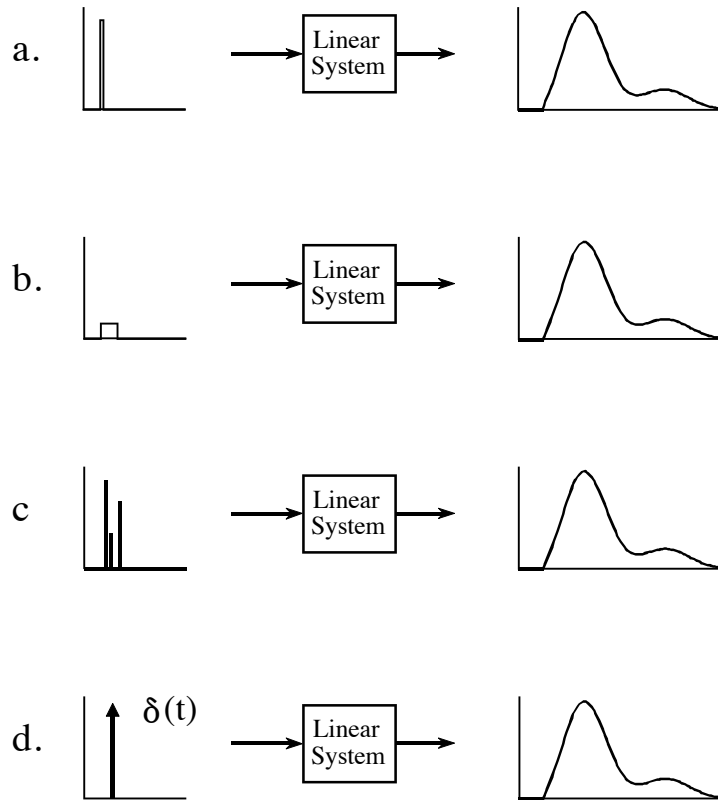 a.
Linear
System
b.
Linear
System
c
Linear
System
d.
δ(t)
Linear
System